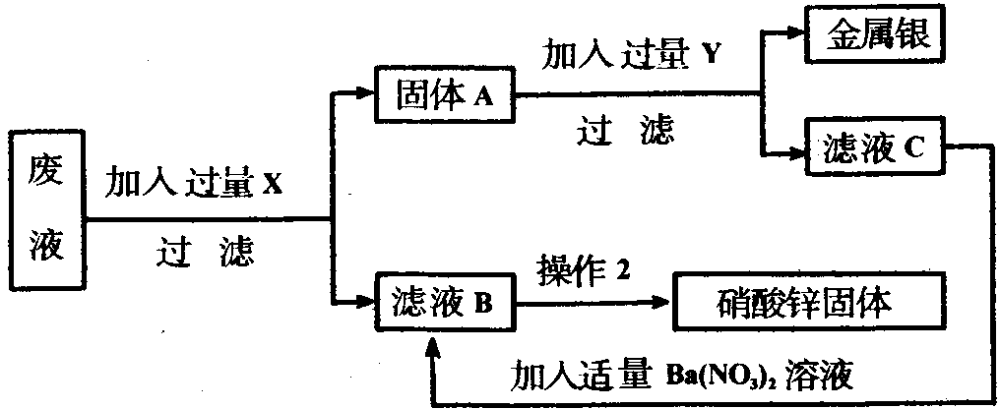 废液
加入过量 X
过 滤
固体 A
加入过量 Y
过 滤
金属银
滤液 C
滤液 B
操作 2
硝酸锌固体
加入适量 Ba(NO₃)₂ 溶液